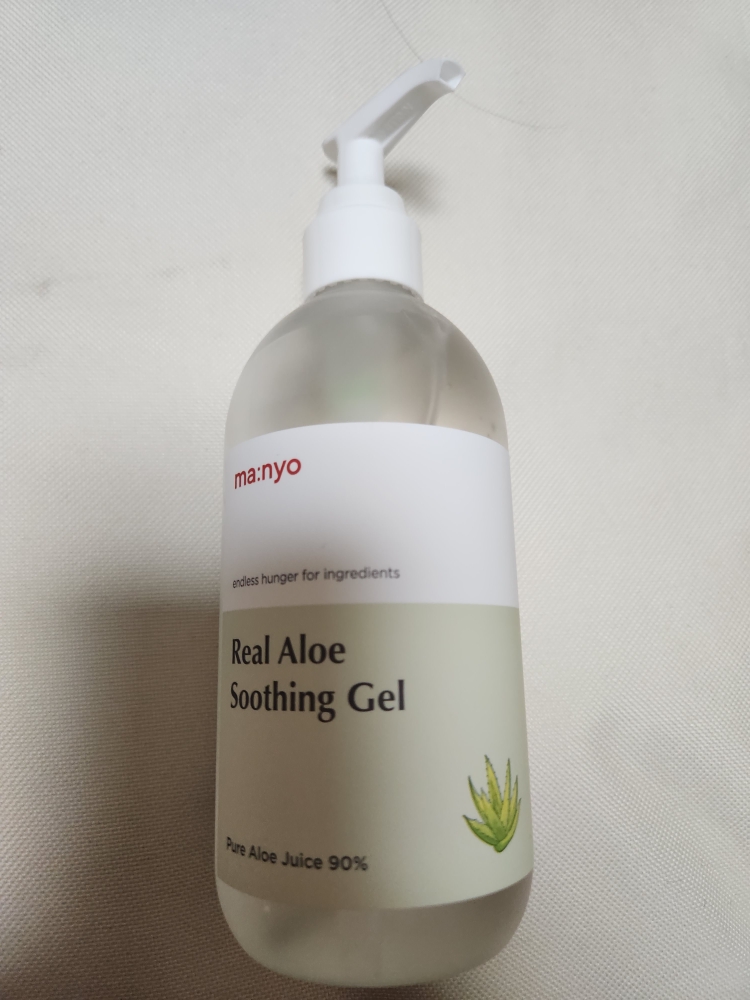 ma:nyo
endless hunger for ingredients
Real Aloe
Soothing Gel
Pure Aloe Juice 90%